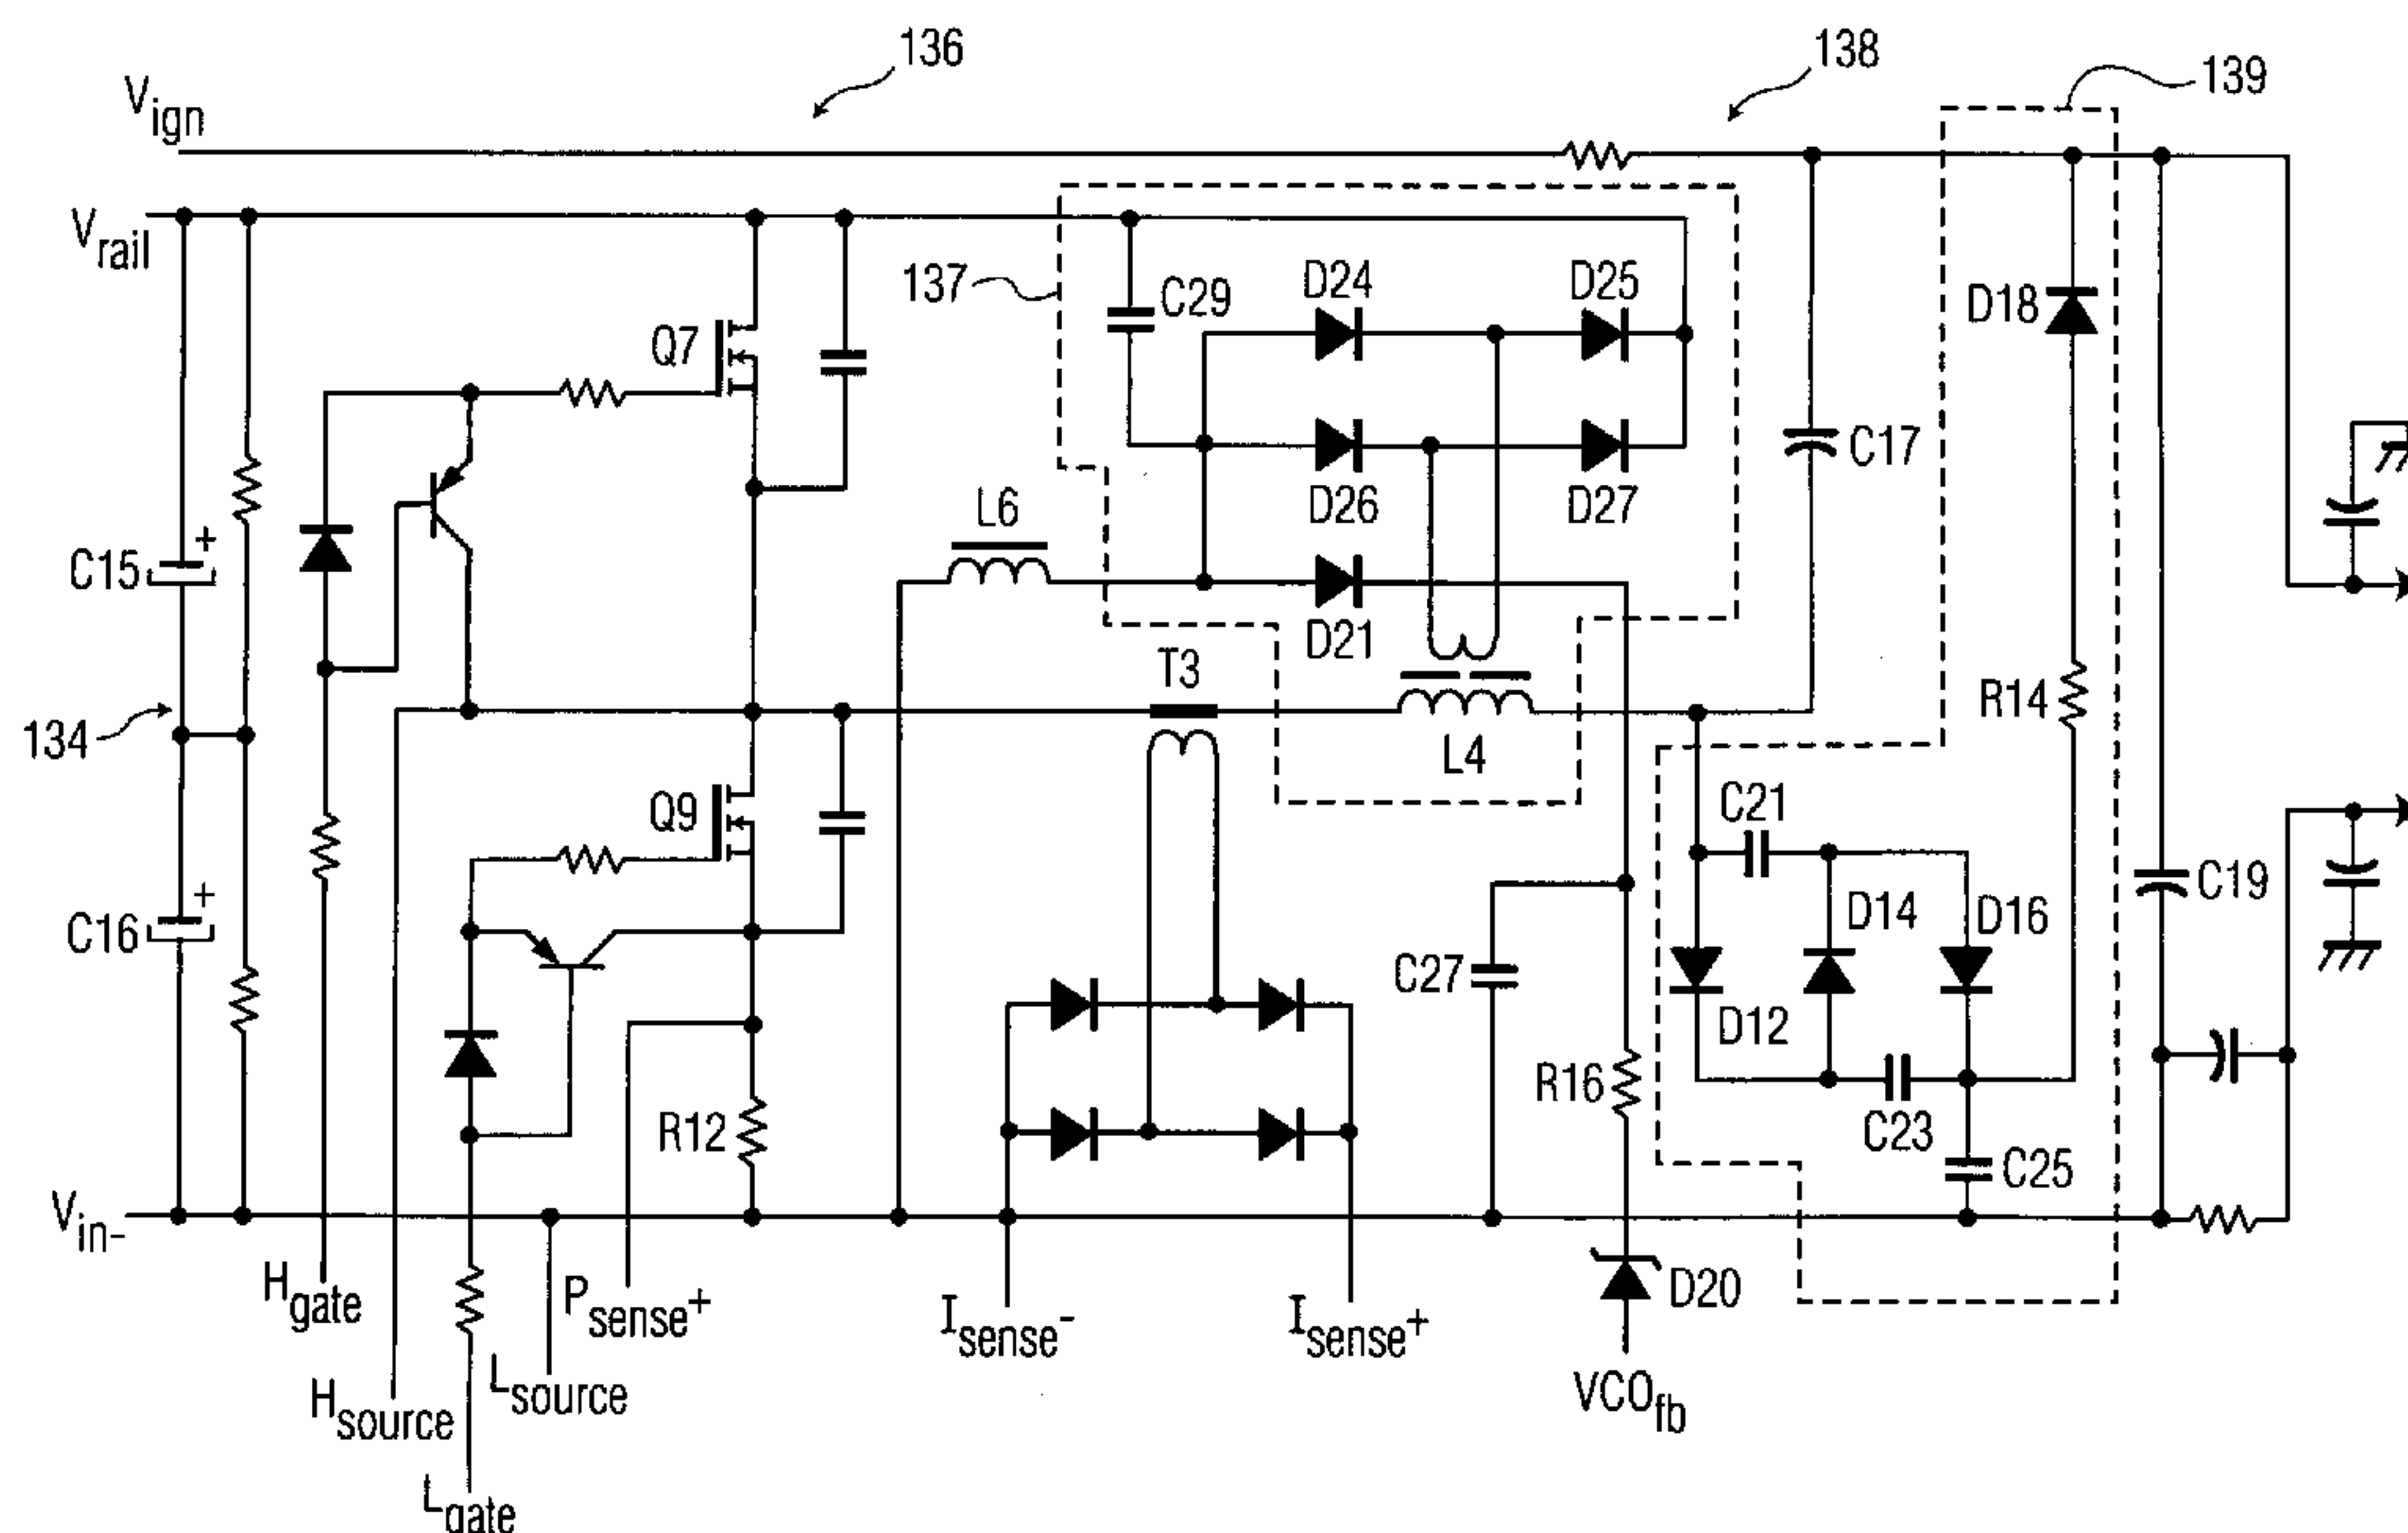 136
138
139
Vign
Vrail
137
C29
D24
D25
D18
Q7
C17
D26
D27
L6
C15
D21
T3
R14
134
L4
Q9
C21
C16
D14
D16
C19
C27
D12
R12
R16
C23
C25
Vin-
Hgate
Psense+
Isense-
Isense+
D20
Hsource
Lsource
VCOfb
Lgate
+
+